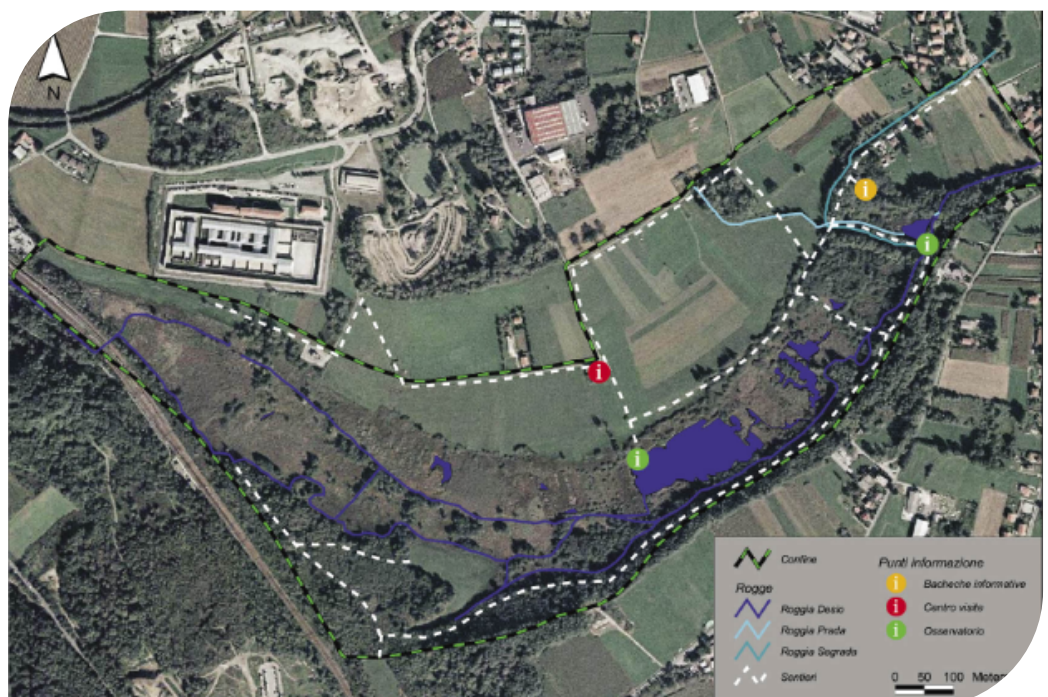 N
Confine
Rogge
Roggia Desio
Roggia Prada
Roggia Segrada
Sentieri
Punti informazione
i Bacheche informative
i Centro visite
i Osservatorio
0 50 100
i
i
i
i